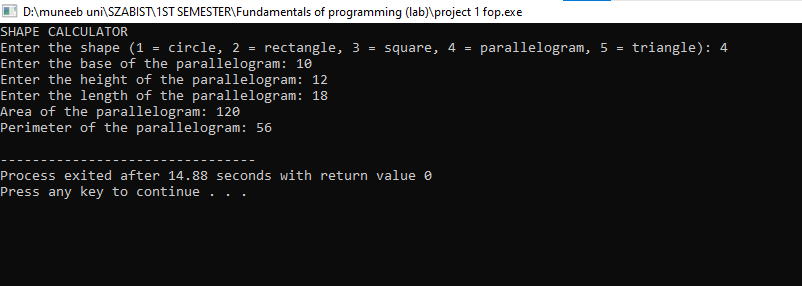 D:\muneeb uni\SZABIST\1ST SEMESTER\Fundamentals of programming (lab)\project 1 fop.exe
SHAPE CALCULATOR
Enter the shape (1 = circle, 2 = rectangle, 3 = square, 4 = parallelogram, 5 = triangle): 4
Enter the base of the parallelogram: 10
Enter the height of the parallelogram: 12
Enter the length of the parallelogram: 18
Area of the parallelogram: 120
Perimeter of the parallelogram: 56

--------------------------------
Process exited after 14.88 seconds with return value 0
Press any key to continue . . .